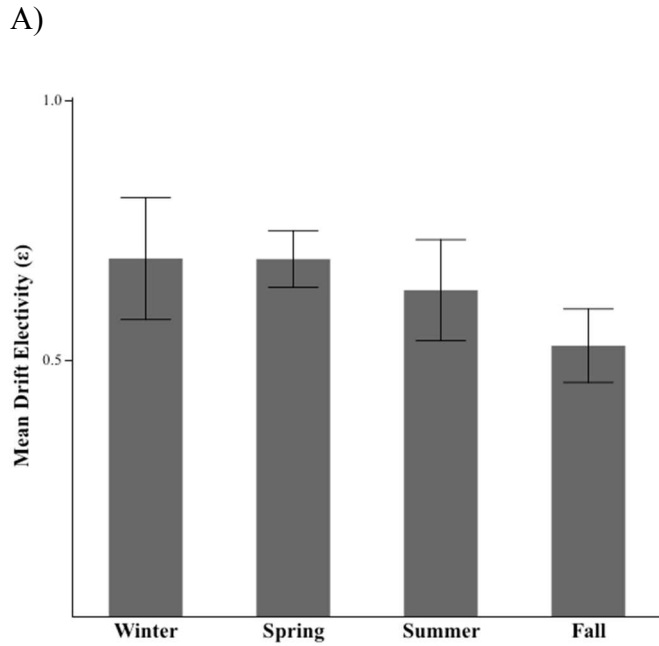 A)
1.0
0.5
Mean Drift Electivity (ε)
Winter Spring Summer Fall